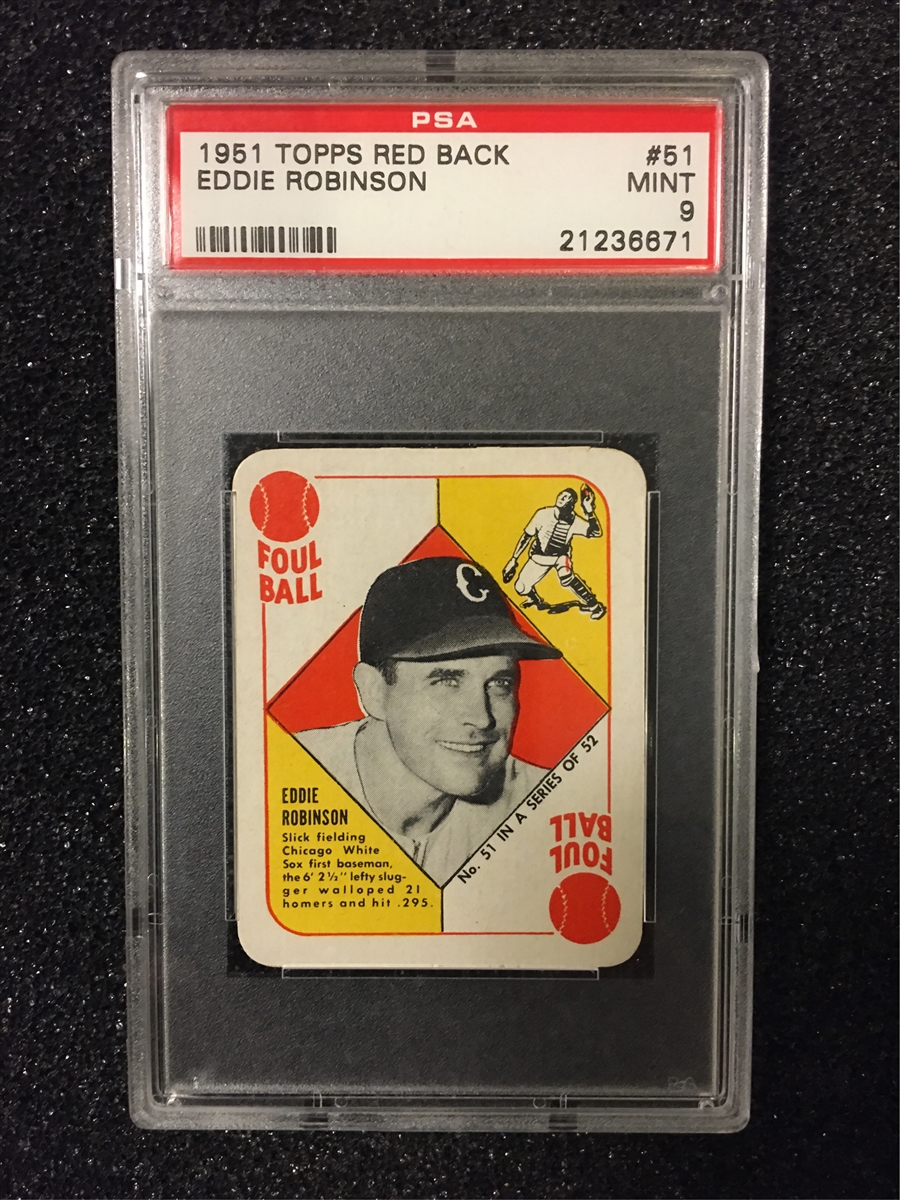 PSA
1951 TOPPS RED BACK #51
EDDIE ROBINSON MINT
9
21236671
FOUL
BALL
C
EDDIE
ROBINSON
Slick fielding
Chicago White
Sox first baseman,
the 6' 2½" lefty slug-
ger walloped 21
homers and hit .295.
No. 51 IN A SERIES OF 52
FOUL
BALL
PSA